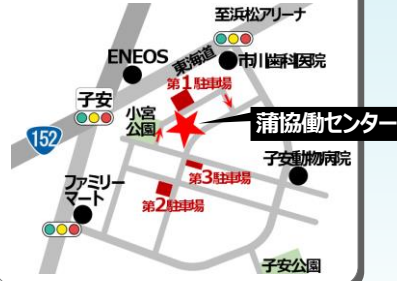 至浜松アリーナ
ENEOS
東海道
市川歯科医院
第1駐車場
子安
小宮
公園
蒲協働センター
152
子安動物病院
第3駐車場
ファミリー
マート
第2駐車場
子安公園